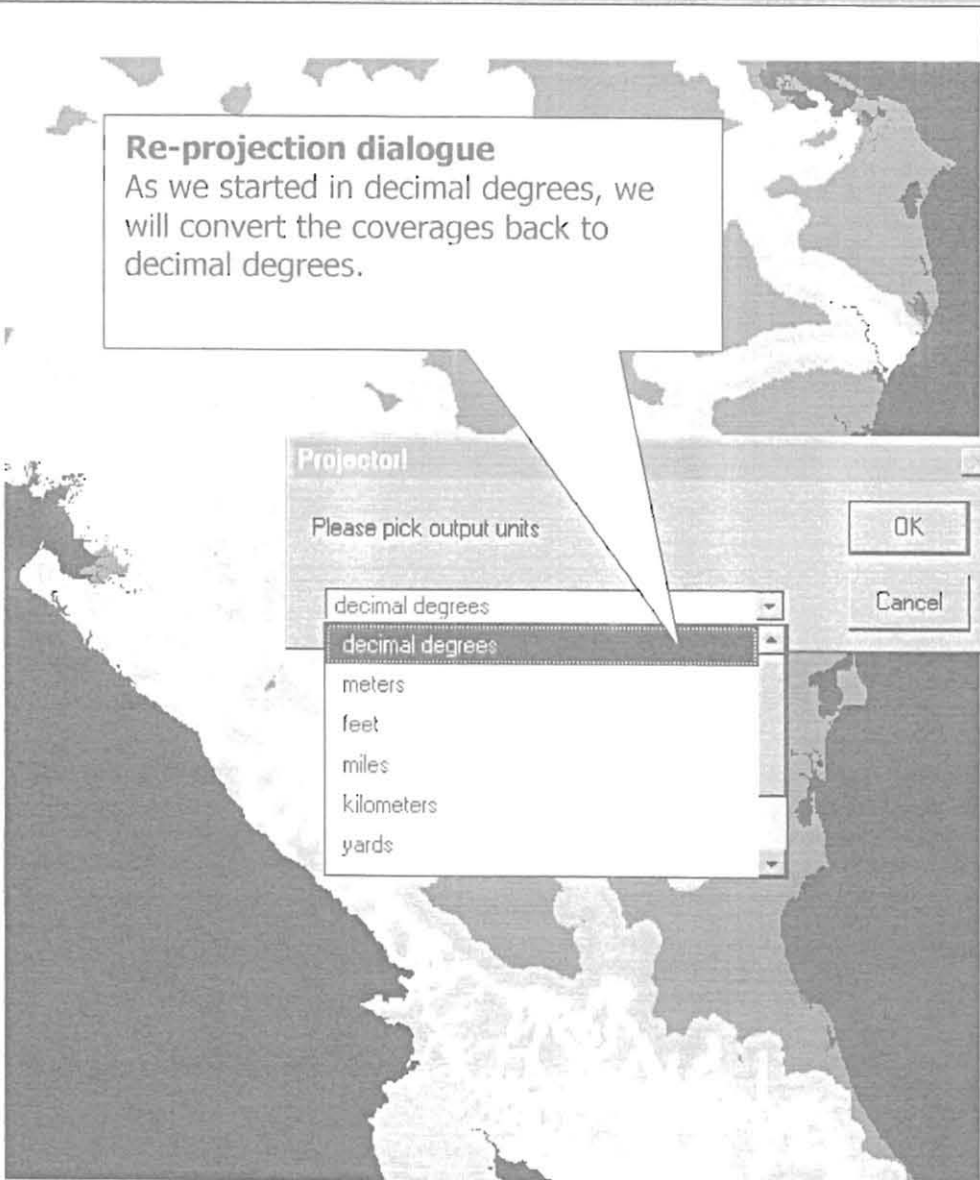 Re-projection dialogue
As we started in decimal degrees, we
will convert the coverages back to
decimal degrees.
Projector!
Please pick output units
OK
decimal degrees
Cancel
decimal degrees
meters
feet
miles
kilometers
yards